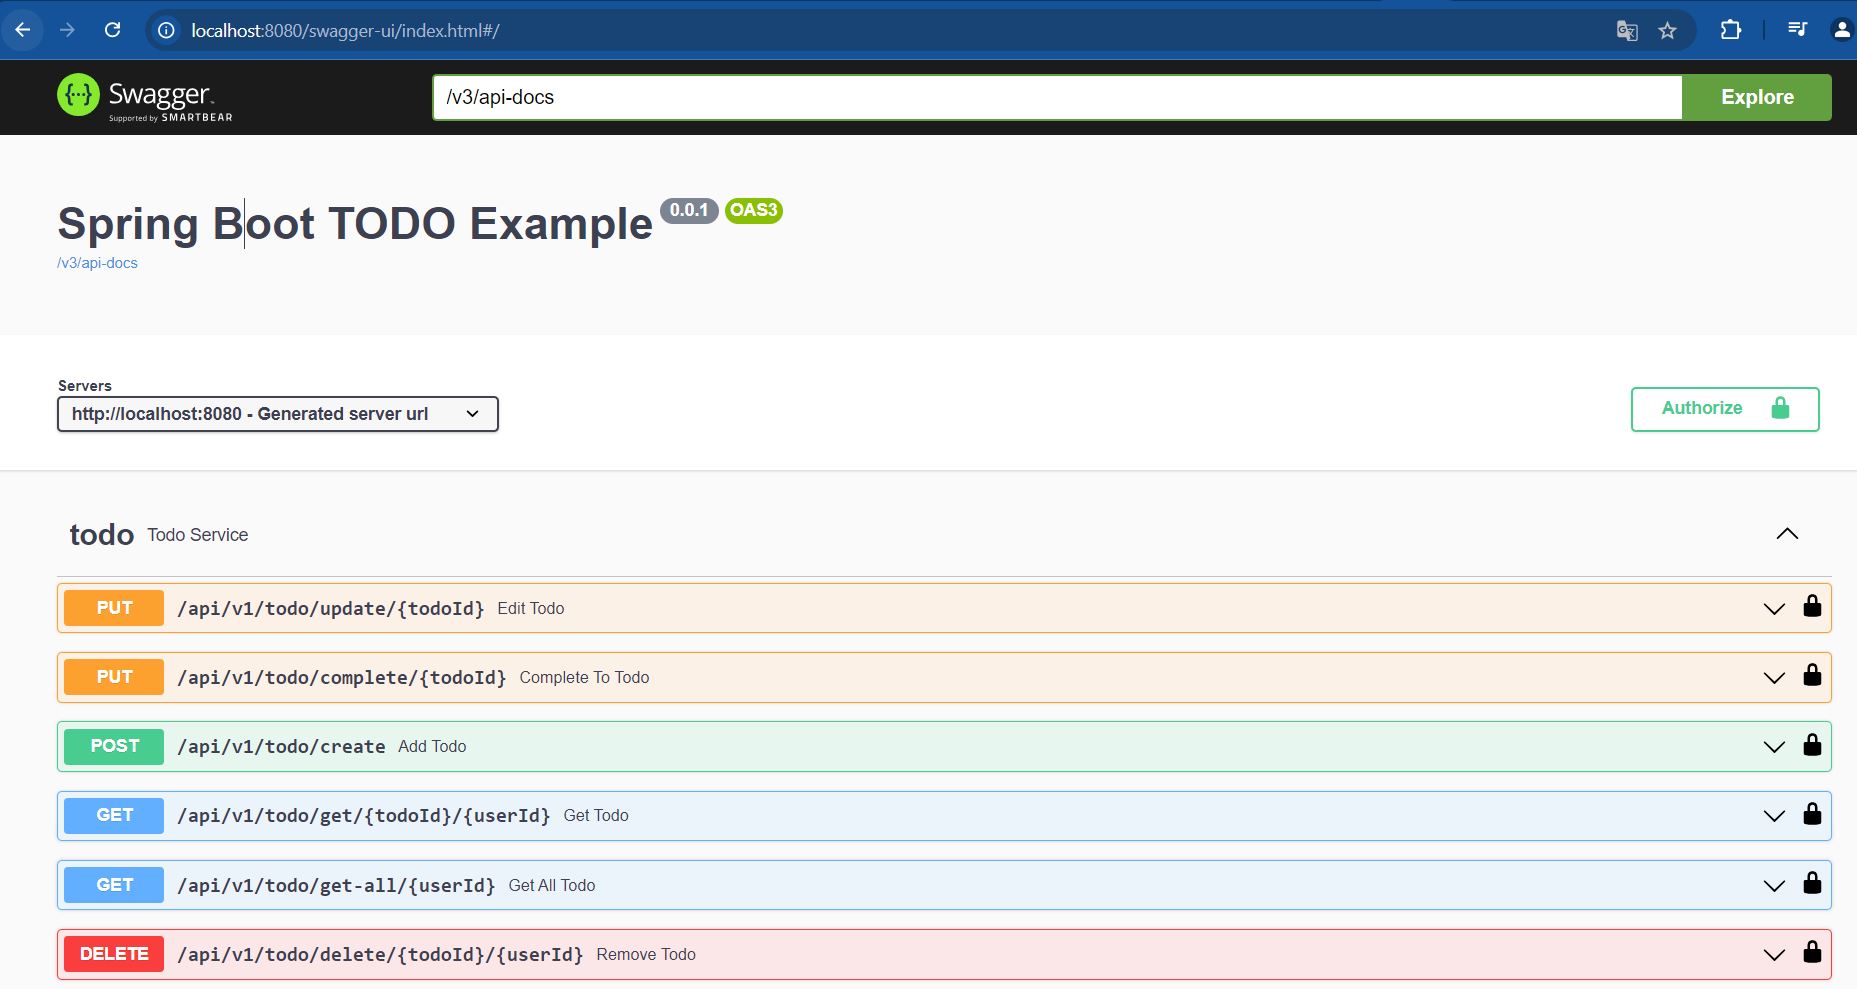 localhost:8080/swagger-ui/index.html#/
Swagger
Supported by SMARTBEAR
/v3/api-docs
Explore
Spring Boot TODO Example 0.0.1 OAS3
/v3/api-docs
Servers
http://localhost:8080 - Generated server url
Authorize
todo Todo Service
PUT /api/v1/todo/update/{todoId} Edit Todo
PUT /api/v1/todo/complete/{todoId} Complete To Todo
POST /api/v1/todo/create Add Todo
GET /api/v1/todo/get/{todoId}/{userId} Get Todo
GET /api/v1/todo/get-all/{userId} Get All Todo
DELETE /api/v1/todo/delete/{todoId}/{userId} Remove Todo